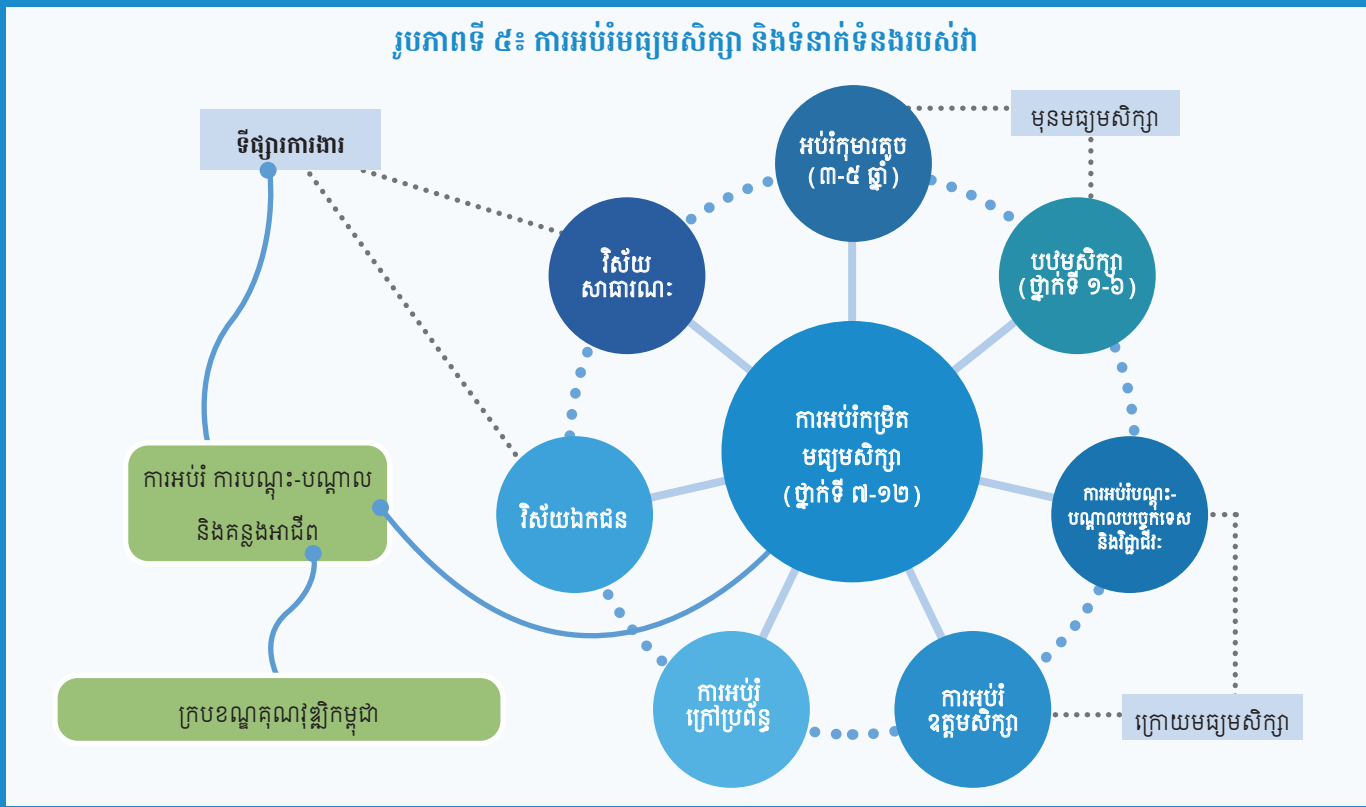 រូបភាពទី ៥៖ ការអប់រំមធ្យមសិក្សា និងទំនាក់ទំនងរបស់វា
ទីផ្សារការងារ
អប់រំកុមារតូច
(៣-៥ ឆ្នាំ)
មុនមធ្យមសិក្សា
វិស័យ
សាធារណៈ
បឋមសិក្សា
(ថ្នាក់ទី ១-៦)
ការអប់រំកម្រិត
មធ្យមសិក្សា
(ថ្នាក់ទី ៧-១២)
ការអប់រំ ការបណ្តុះ-បណ្តាល
និងគន្លងអាជីព
វិស័យឯកជន
ការអប់រំបណ្តុះ-
បណ្តាលបច្ចេកទេស
និងវិជ្ជាជីវៈ
ការអប់រំ
ក្រៅប្រព័ន្ធ
ការអប់រំ
ឧត្តមសិក្សា
ក្រោយមធ្យមសិក្សា
ក្របខណ្ឌគុណវុឌ្ឍិកម្ពុជា